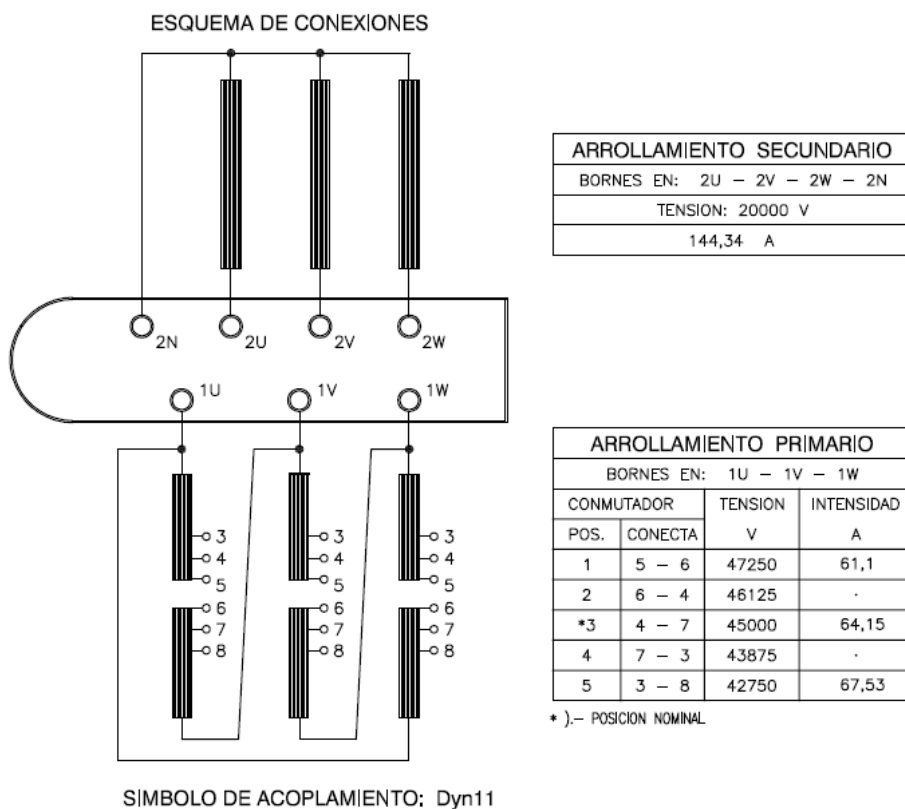 ESQUEMA DE CONEXIONES
2N 2U 2V 2W
1U 1V 1W
3 3 3
4 4 4
5 5 5
6 6 6
7 7 7
8 8 8
SIMBOLO DE ACOPLAMIENTO: Dyn11
ARROLLAMIENTO SECUNDARIO
BORNES EN: 2U - 2V - 2W - 2N
TENSION: 20000 V
144,34 A
ARROLLAMIENTO PRIMARIO
BORNES EN: 1U - 1V - 1W
CONMUTADOR TENSION INTENSIDAD
POS. CONECTA V A
1 5 - 6 47250 61,1
2 6 - 4 46125 .
*3 4 - 7 45000 64,15
4 7 - 3 43875 .
5 3 - 8 42750 67,53
* ).- POSICION NOMINAL